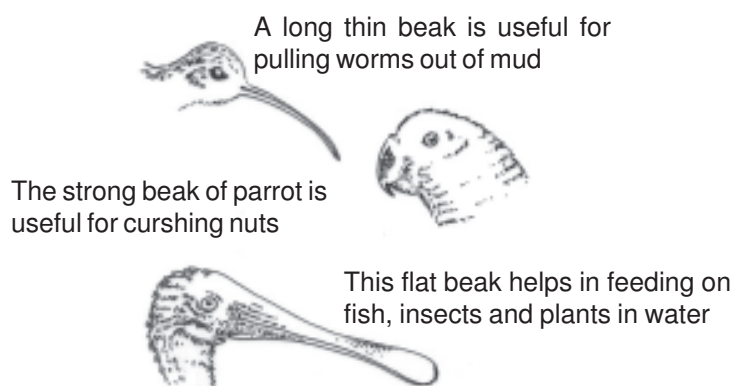 A long thin beak is useful for
pulling worms out of mud
The strong beak of parrot is
useful for curshing nuts
This flat beak helps in feeding on
fish, insects and plants in water